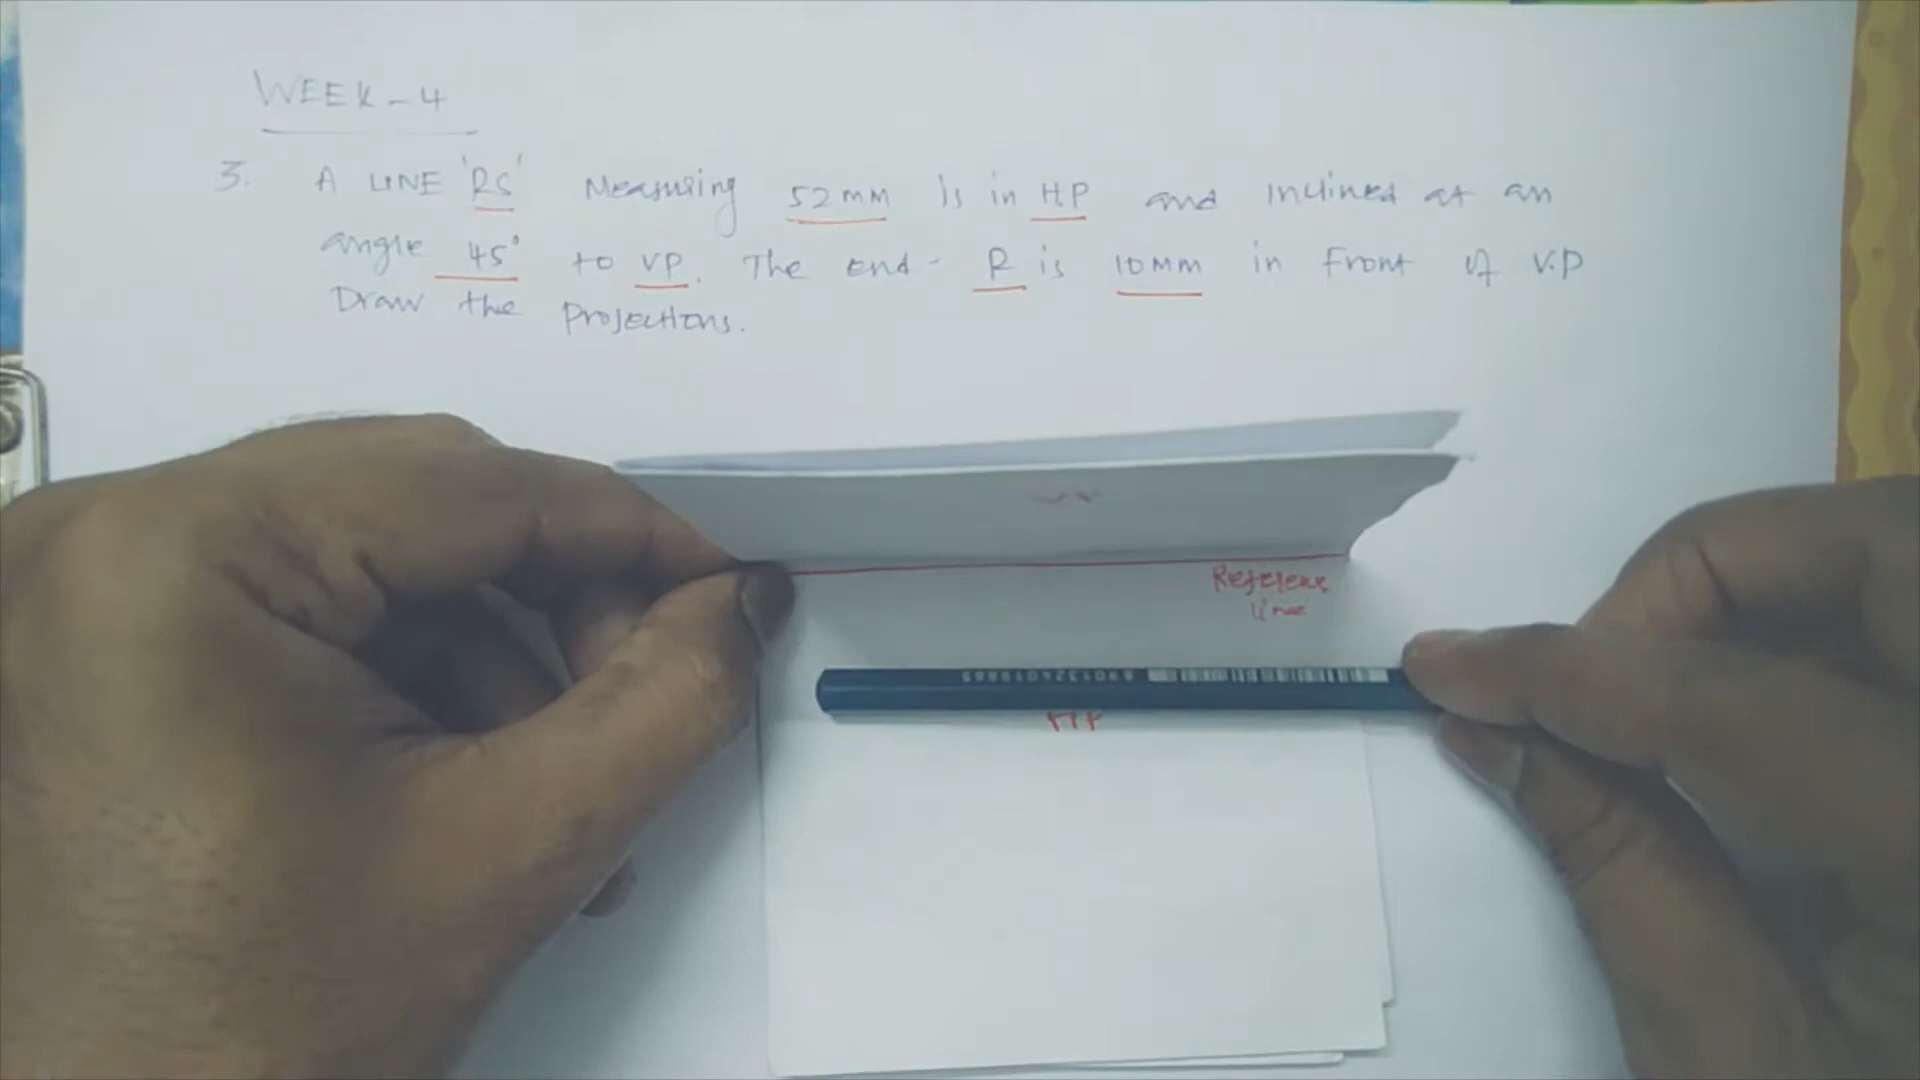 WEEK-4
3. A LINE 'RS' Measuring 52mm is in H.P and inclined at an
angle 45° to VP. The end- R is 10mm in Front of V.P
Draw the Projections.
Reference
line